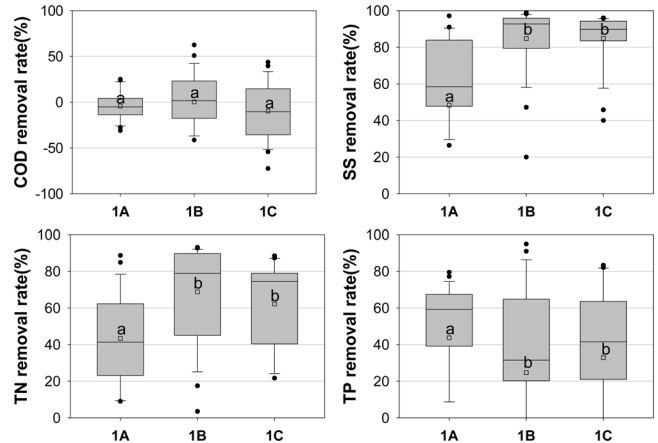 COD removal rate(%)
100
50
0
-50
-100
a
a
a
1A
1B
1C
SS removal rate(%)
100
80
60
40
20
0
a
b
b
1A
1B
1C
TN removal rate(%)
100
80
60
40
20
0
a
b
b
1A
1B
1C
TP removal rate(%)
100
80
60
40
20
0
a
b
b
1A
1B
1C